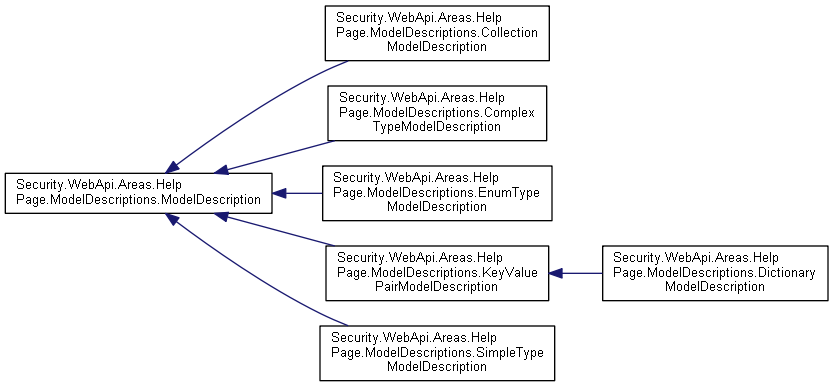 Security.WebApi.Areas.Help
Page.ModelDescriptions.Collection
ModelDescription
Security.WebApi.Areas.Help
Page.ModelDescriptions.Complex
TypeModelDescription
Security.WebApi.Areas.Help
Page.ModelDescriptions.ModelDescription
Security.WebApi.Areas.Help
Page.ModelDescriptions.EnumType
ModelDescription
Security.WebApi.Areas.Help
Page.ModelDescriptions.KeyValue
PairModelDescription
Security.WebApi.Areas.Help
Page.ModelDescriptions.Dictionary
ModelDescription
Security.WebApi.Areas.Help
Page.ModelDescriptions.SimpleType
ModelDescription